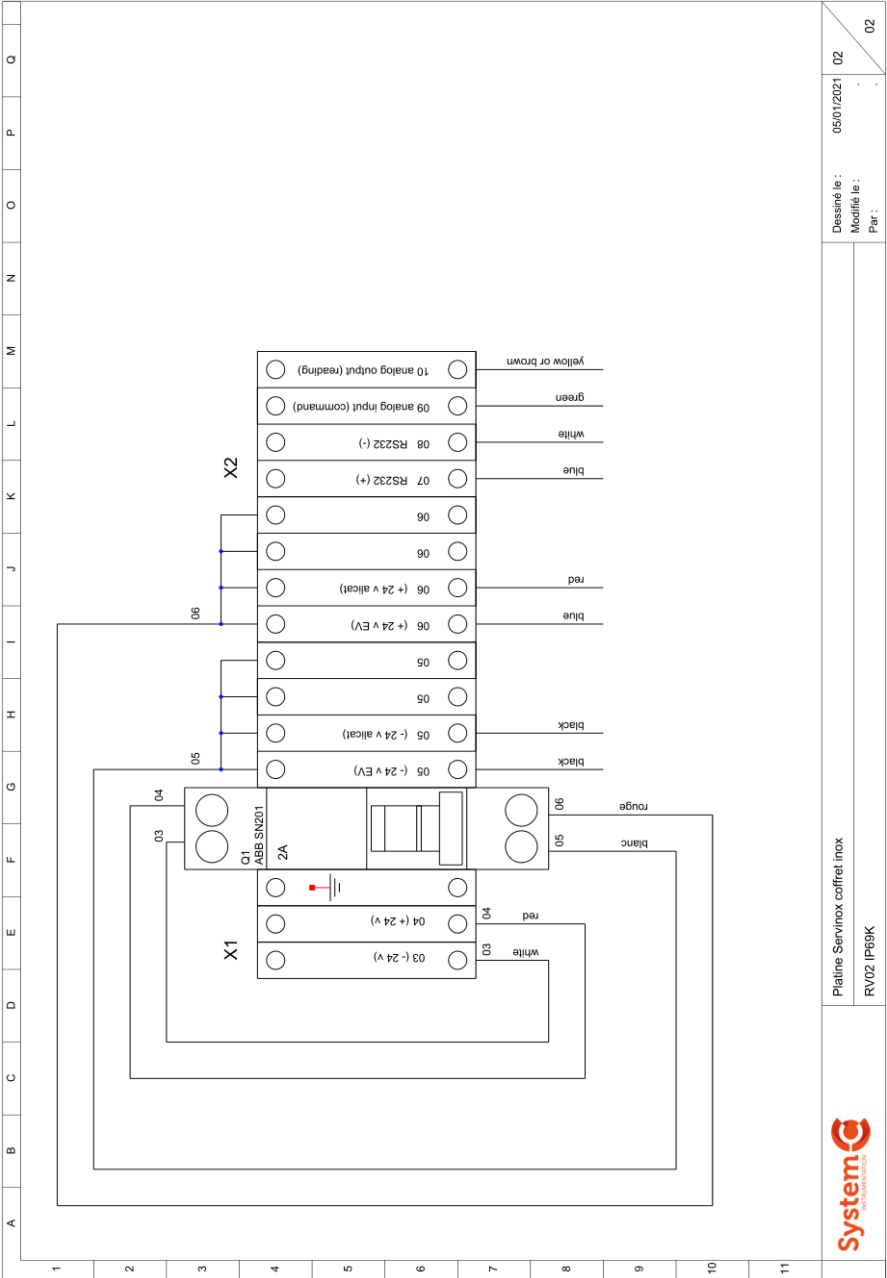 A
B
C
D
E
F
G
H
I
J
K
L
M
N
O
P
Q
1
2
3
4
5
6
7
8
9
10
11
X1
X2
03
04
05
06
Q1
ABB SN201
2A
03 (- 24 v)
04 (+ 24 v)
05 (- 24 v EV)
05 (- 24 v alicat)
05
05
06 (+ 24 v EV)
06 (+ 24 v alicat)
06
06
07 RS232 (+)
08 RS232 (-)
09 analog input (command)
10 analog output (reading)
03
white
04
red
05
blanc
06
rouge
black
black
blue
red
blue
white
green
yellow or brown
System C
INSTRUMENTATION
Platine Servinox coffret inox
RV02 IP69K
Dessiné le : 05/01/2021
Modifié le : .
Par : .
02
02